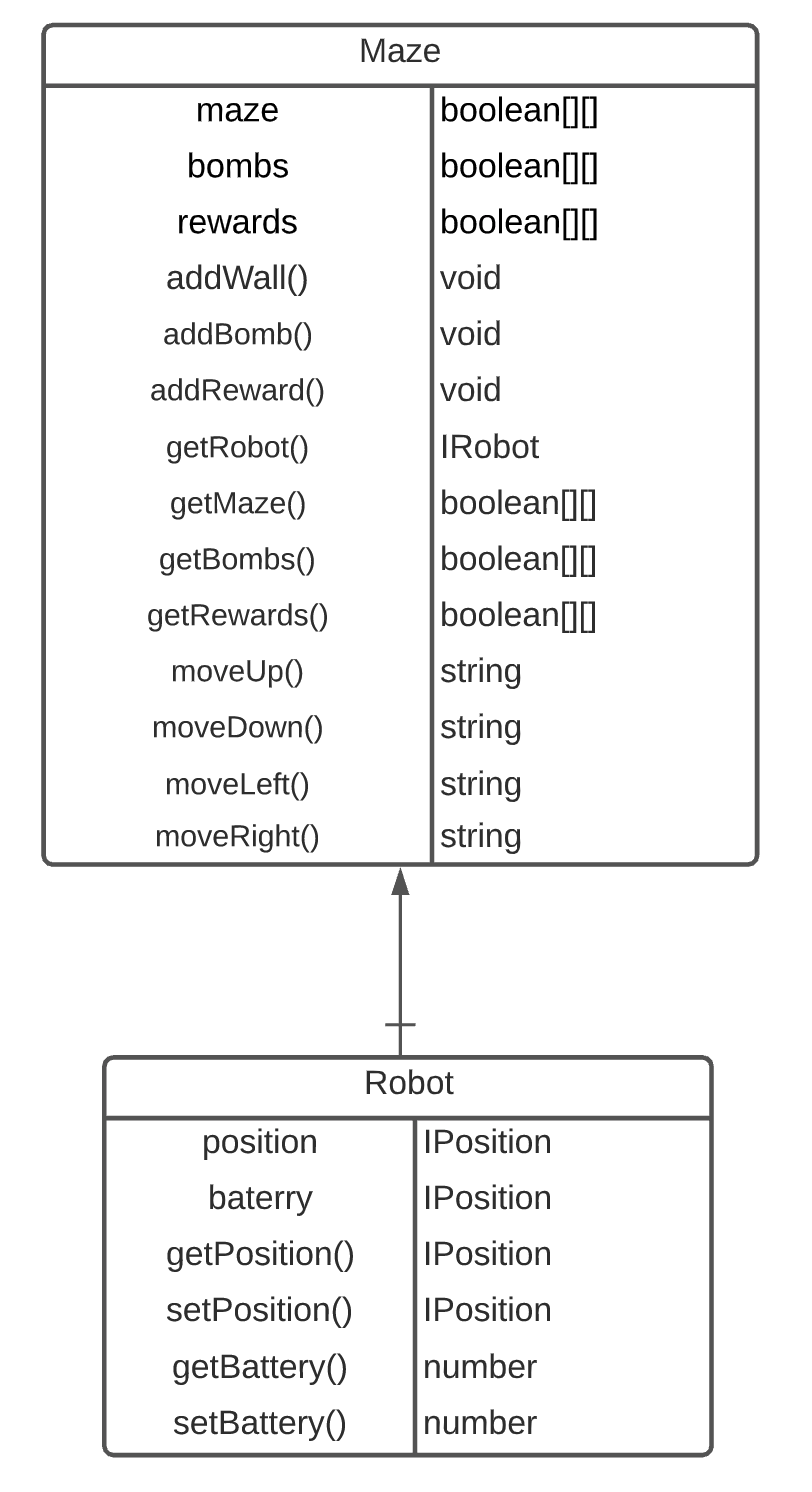 Maze
maze boolean[][]
bombs boolean[][]
rewards boolean[][]
addWall() void
addBomb() void
addReward() void
getRobot() IRobot
getMaze() boolean[][]
getBombs() boolean[][]
getRewards() boolean[][]
moveUp() string
moveDown() string
moveLeft() string
moveRight() string
Robot
position IPosition
baterry IPosition
getPosition() IPosition
setPosition() IPosition
getBattery() number
setBattery() number